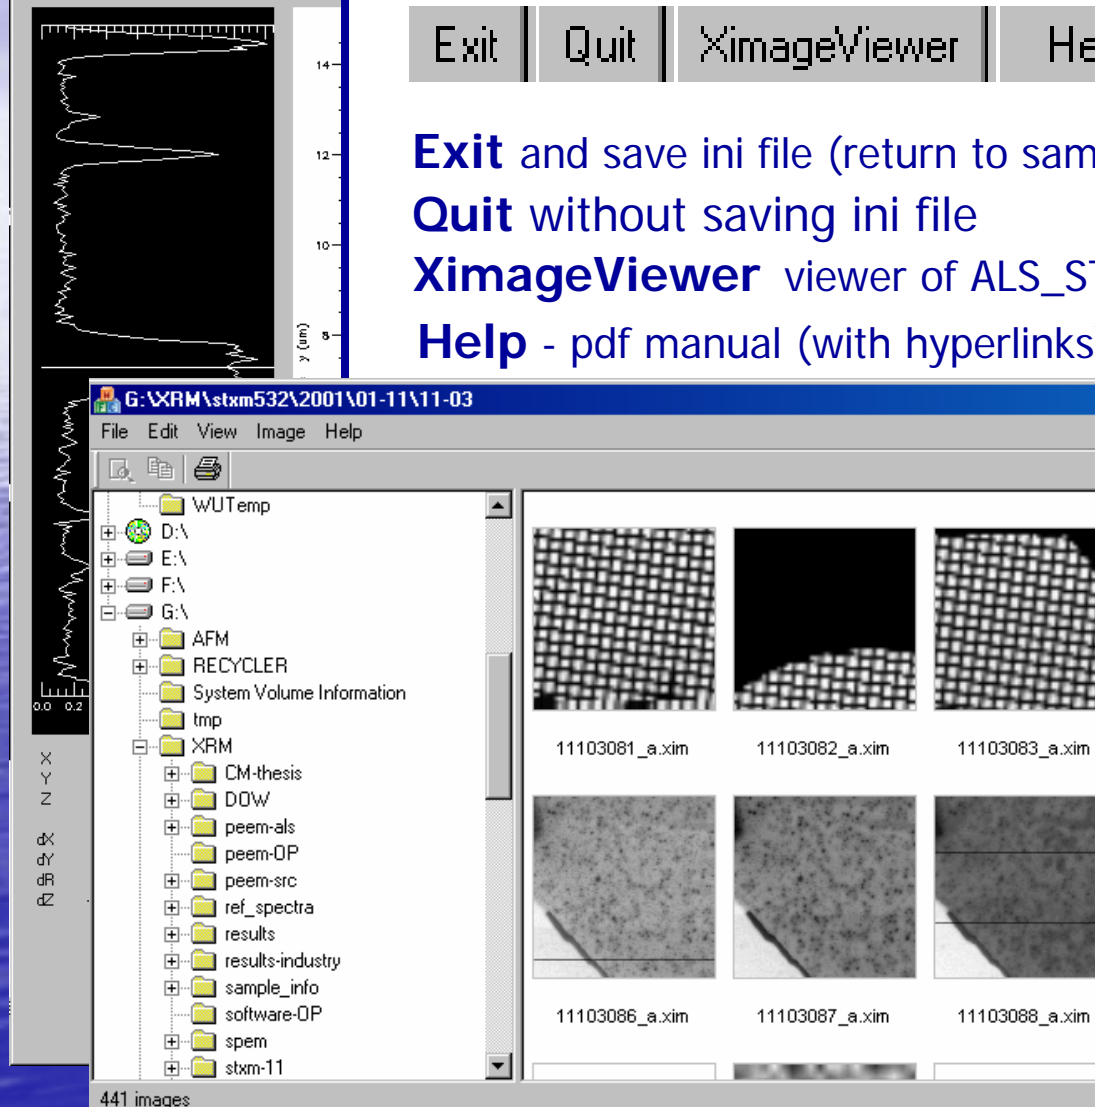 Exit Quit XimageViewer He
Exit and save ini file (return to sam
Quit without saving ini file
XimageViewer viewer of ALS_ST
Help - pdf manual (with hyperlinks
14
12
10
8
y (um)
0.0 0.2
X
Y
Z
dX
dY
dR
dZ
G:\XRM\stxm532\2001\01-11\11-03
File Edit View Image Help
WUTemp
D:\
E:\
F:\
G:\
AFM
RECYCLER
System Volume Information
tmp
XRM
CM-thesis
DOW
peem-als
peem-OP
peem-src
ref_spectra
results
results-industry
sample_info
software-OP
spem
stxm-11
11103081_a.xim 11103082_a.xim 11103083_a.xim
11103086_a.xim 11103087_a.xim 11103088_a.xim
441 images